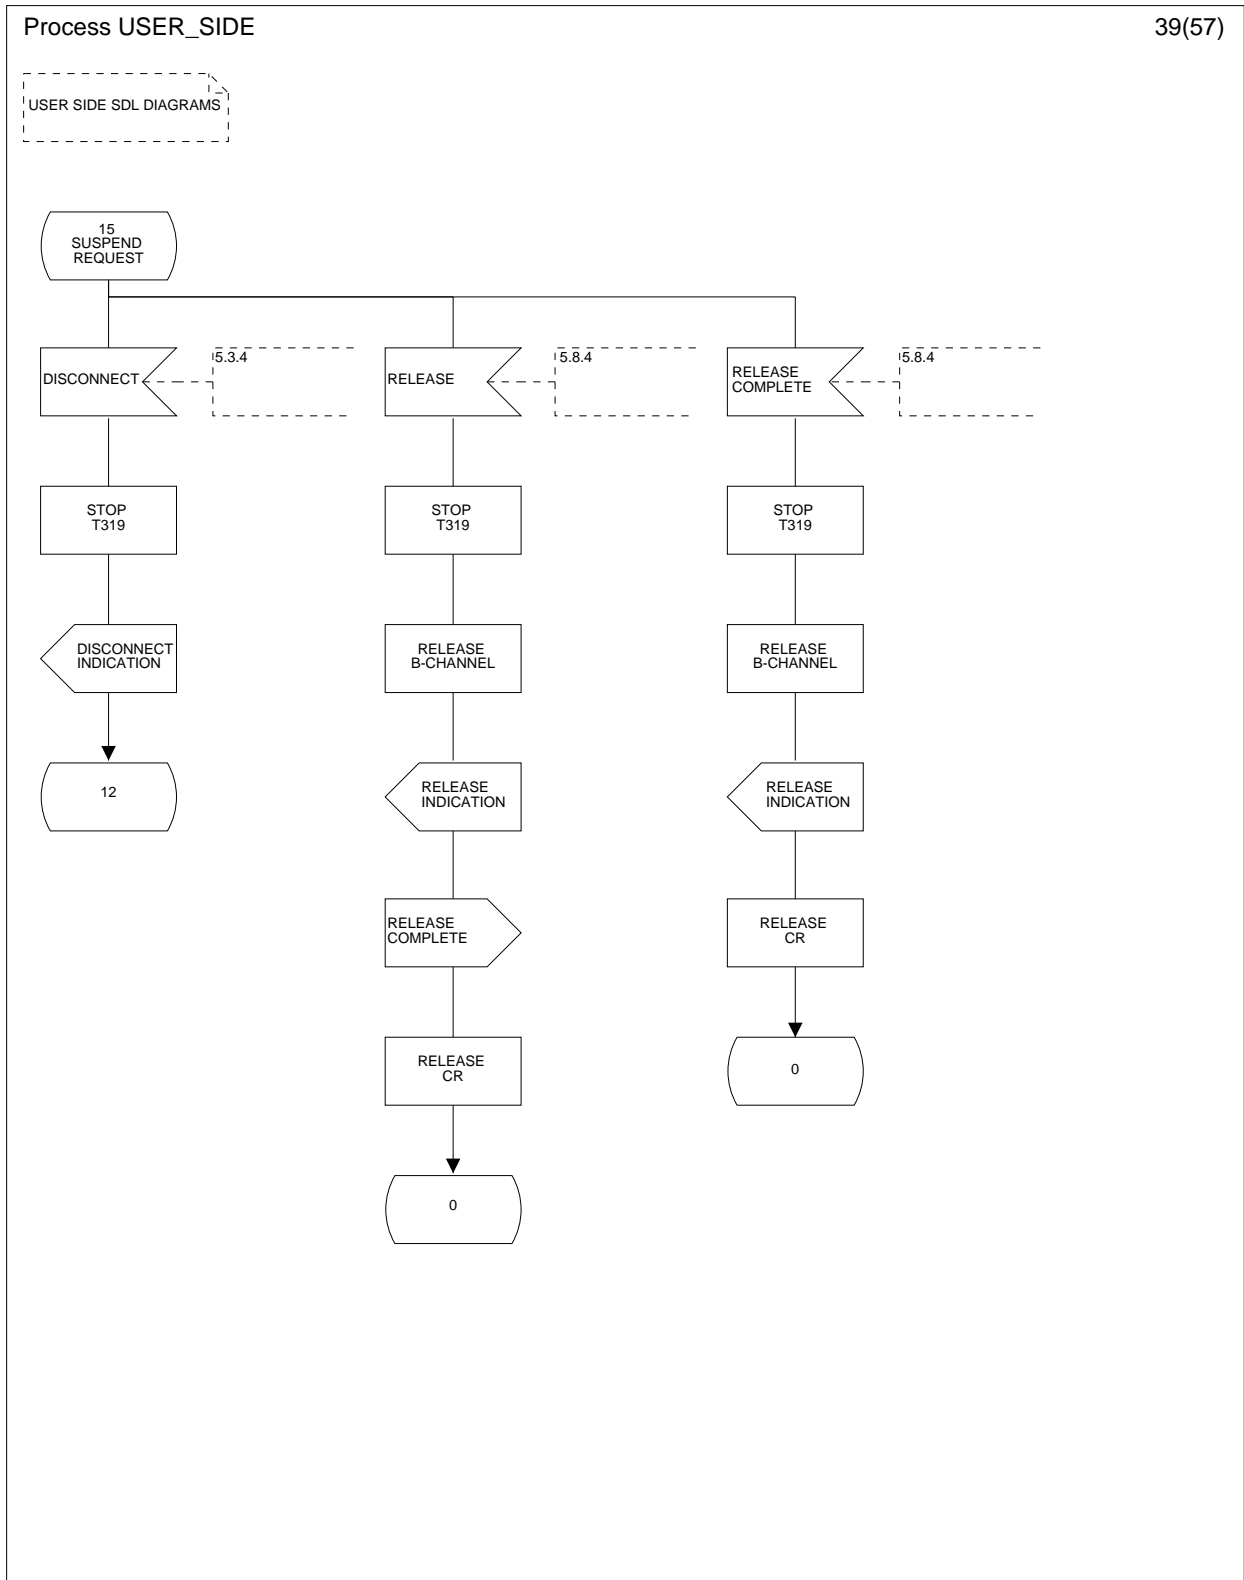 Process USER_SIDE
39(57)
USER SIDE SDL DIAGRAMS
15
SUSPEND
REQUEST
DISCONNECT
5.3.4
RELEASE
5.8.4
RELEASE
COMPLETE
5.8.4
STOP
T319
STOP
T319
STOP
T319
DISCONNECT
INDICATION
RELEASE
B-CHANNEL
RELEASE
B-CHANNEL
12
RELEASE
INDICATION
RELEASE
INDICATION
RELEASE
COMPLETE
RELEASE
CR
RELEASE
CR
0
0